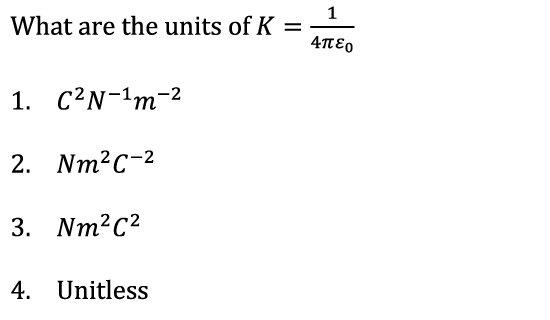 What are the units of K = 1/4πε₀
1. C²N⁻¹m⁻²
2. Nm²C⁻²
3. Nm²C²
4. Unitless